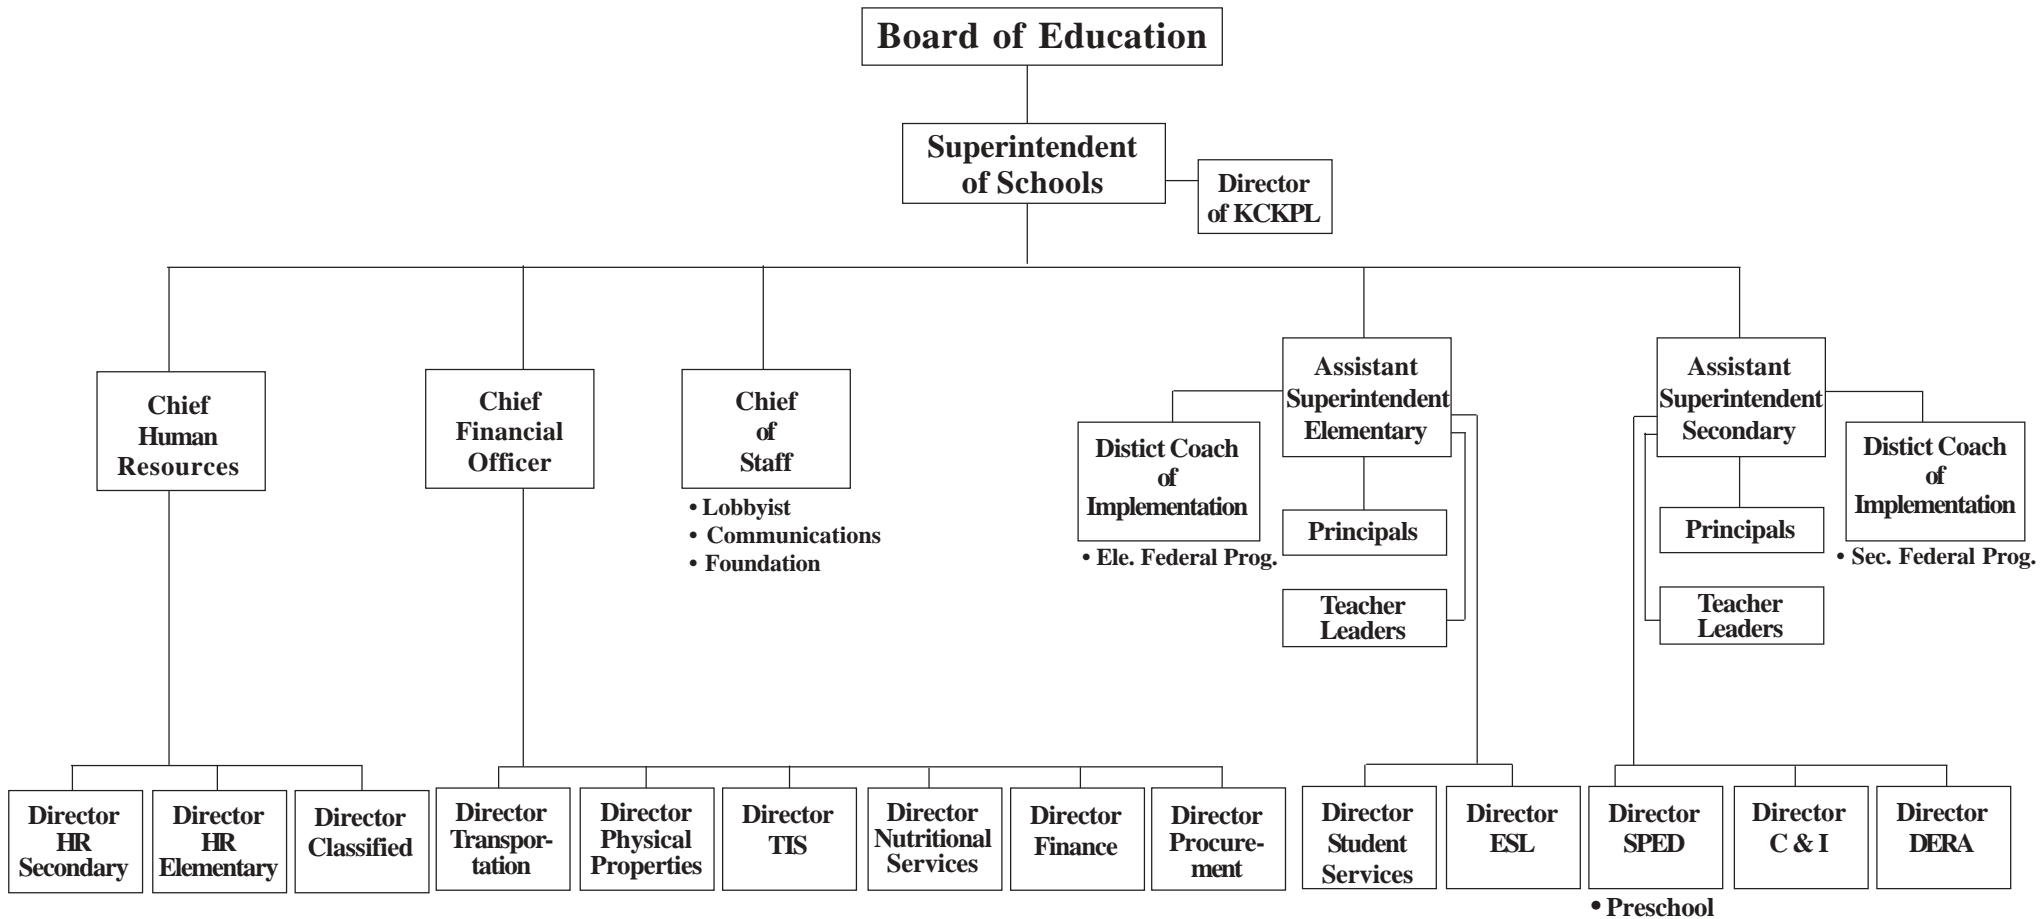 Board of Education
Superintendent
of Schools
Director
of KCKPL
Chief
Human
Resources
Chief
Financial
Officer
Chief
of
Staff
• Lobbyist
• Communications
• Foundation
Assistant
Superintendent
Elementary
Distict Coach
of
Implementation
• Ele. Federal Prog.
Principals
Teacher
Leaders
Assistant
Superintendent
Secondary
Distict Coach
of
Implementation
• Sec. Federal Prog.
Principals
Teacher
Leaders
Director
HR
Secondary
Director
HR
Elementary
Director
Classified
Director
Transpor-
tation
Director
Physical
Properties
Director
TIS
Director
Nutritional
Services
Director
Finance
Director
Procure-
ment
Director
Student
Services
Director
ESL
Director
SPED
• Preschool
Director
C & I
Director
DERA